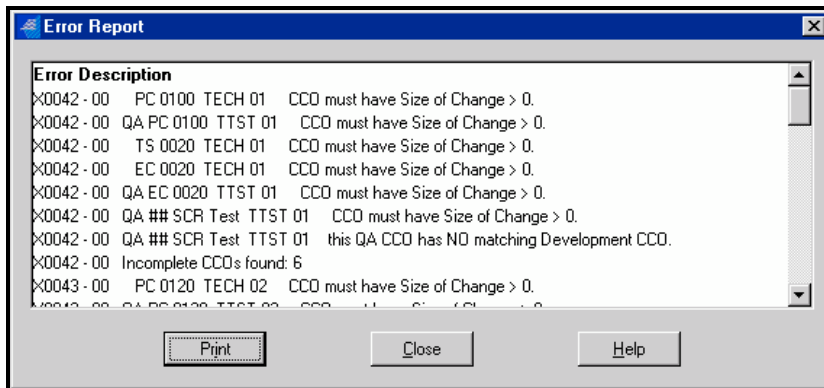 Error Report
Error Description
X0042 - 00 PC 0100 TECH 01 CCO must have Size of Change > 0.
X0042 - 00 QA PC 0100 TTST 01 CCO must have Size of Change > 0.
X0042 - 00 TS 0020 TECH 01 CCO must have Size of Change > 0.
X0042 - 00 EC 0020 TECH 01 CCO must have Size of Change > 0.
X0042 - 00 QA EC 0020 TTST 01 CCO must have Size of Change > 0.
X0042 - 00 QA ## SCR Test TTST 01 CCO must have Size of Change > 0.
X0042 - 00 QA ## SCR Test TTST 01 this QA CCO has NO matching Development CCO.
X0042 - 00 Incomplete CCOs found: 6
X0043 - 00 PC 0120 TECH 02 CCO must have Size of Change > 0.
Print
Close
Help